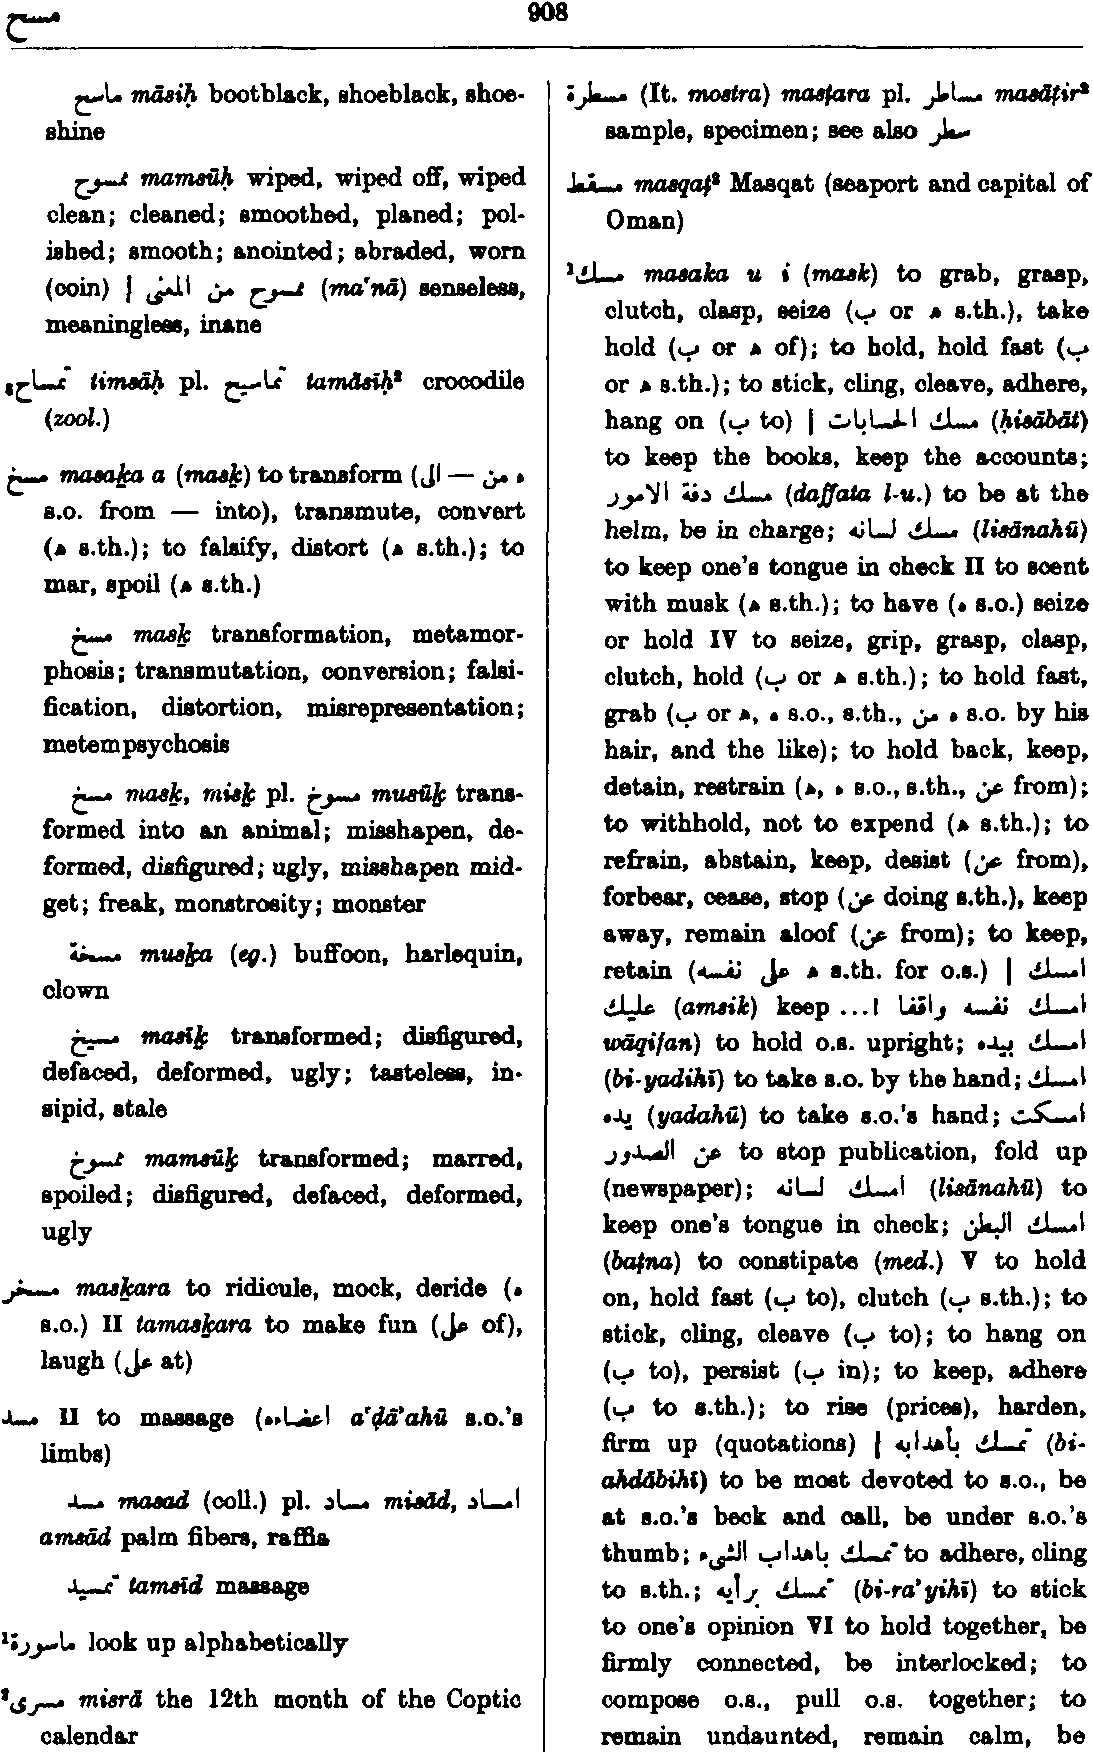 مسح
908
ماسح māsiḥ bootblack, shoeblack, shoe-
shine
ممسوح mamsūḥ wiped, wiped off, wiped
clean; cleaned; smoothed, planed; pol-
ished; smooth; anointed; abraded, worn
(coin) | ممسوح من المعنى (ma‘nā) senseless,
meaningless, inane
تمساح timsāḥ pl. تماسيح tamāsīḥ² crocodile
(zool.)
مسخ masaḵa a (masḵ) to transform (ه من — الى
s.o. from — into), transmute, convert
(ﻫ s.th.); to falsify, distort (ﻫ s.th.); to
mar, spoil (ﻫ s.th.)
مسخ masḵ transformation, metamor-
phosis; transmutation, conversion; falsi-
fication, distortion, misrepresentation;
metempsychosis
مسخ masḵ, misḵ pl. مسوخ musūḵ trans-
formed into an animal; misshapen, de-
formed, disfigured; ugly, misshapen mid-
get; freak, monstrosity; monster
مسخة musḵa (eg.) buffoon, harlequin,
clown
مسيخ masīḵ transformed; disfigured,
defaced, deformed, ugly; tasteless, in-
sipid, stale
ممسوخ mamsūḵ transformed; marred,
spoiled; disfigured, defaced, deformed,
ugly
مسخر masḵara to ridicule, mock, deride (ه
s.o.) II tamasḵara to make fun (على of),
laugh (على at)
مسد II to massage (اعضاءه a‘ḍā’ahū s.o.'s
limbs)
مسد masad (coll.) pl. مساد misād, امساد
amsād palm fibers, raffia
تمسيد tamsīd massage
¹ماسورة look up alphabetically
²مسرى misrā the 12th month of the Coptic
calendar
مسطرة (It. mostra) masṭara pl. مساطر masāṭir²
sample, specimen; see also سطر
مسقط masqaṭ² Masqat (seaport and capital of
Oman)
¹مسك masaka u i (mask) to grab, grasp,
clutch, clasp, seize (ب or ﻫ s.th.), take
hold (ب or ﻫ of); to hold, hold fast (ب
or ﻫ s.th.); to stick, cling, cleave, adhere,
hang on (ب to) | مسك الحسابات (ḥisābāt)
to keep the books, keep the accounts;
مسك دفة الامور (daffata l-u.) to be at the
helm, be in charge; مسك لسانه (lisānahū)
to keep one's tongue in check II to scent
with musk (ﻫ s.th.); to have (ه s.o.) seize
or hold IV to seize, grip, grasp, clasp,
clutch, hold (ب or ﻫ s.th.); to hold fast,
grab (ب or ﻫ, ه s.o., s.th., ه من s.o. by his
hair, and the like); to hold back, keep,
detain, restrain (ﻫ, ه s.o., s.th., عن from);
to withhold, not to expend (ﻫ s.th.); to
refrain, abstain, keep, desist (عن from),
forbear, cease, stop (عن doing s.th.), keep
away, remain aloof (عن from); to keep,
retain (ﻫ على نفسه s.th. for o.s.) | امسك
عليك (amsik) keep ...! امسك نفسه واقفا
wāqifan) to hold o.s. upright; امسك بيده
(bi-yadihī) to take s.o. by the hand; امسك
يده (yadahū) to take s.o.'s hand; امسكت
عن الصدور to stop publication, fold up
(newspaper); امسك لسانه (lisānahū) to
keep one's tongue in check; امسك البطن
(baṭna) to constipate (med.) V to hold
on, hold fast (ب to), clutch (ب s.th.); to
stick, cling, cleave (ب to); to hang on
(ب to), persist (ب in); to keep, adhere
(ب to s.th.); to rise (prices), harden,
firm up (quotations) | تمسك بأهدابه (bi-
ahdābihī) to be most devoted to s.o., be
at s.o.'s beck and call, be under s.o.'s
thumb; تمسك باهداب الشىء to adhere, cling
to s.th.; تمسك برأيه (bi-ra’yihī) to stick
to one's opinion VI to hold together, be
firmly connected, be interlocked; to
compose o.s., pull o.s. together; to
remain undaunted, remain calm, be